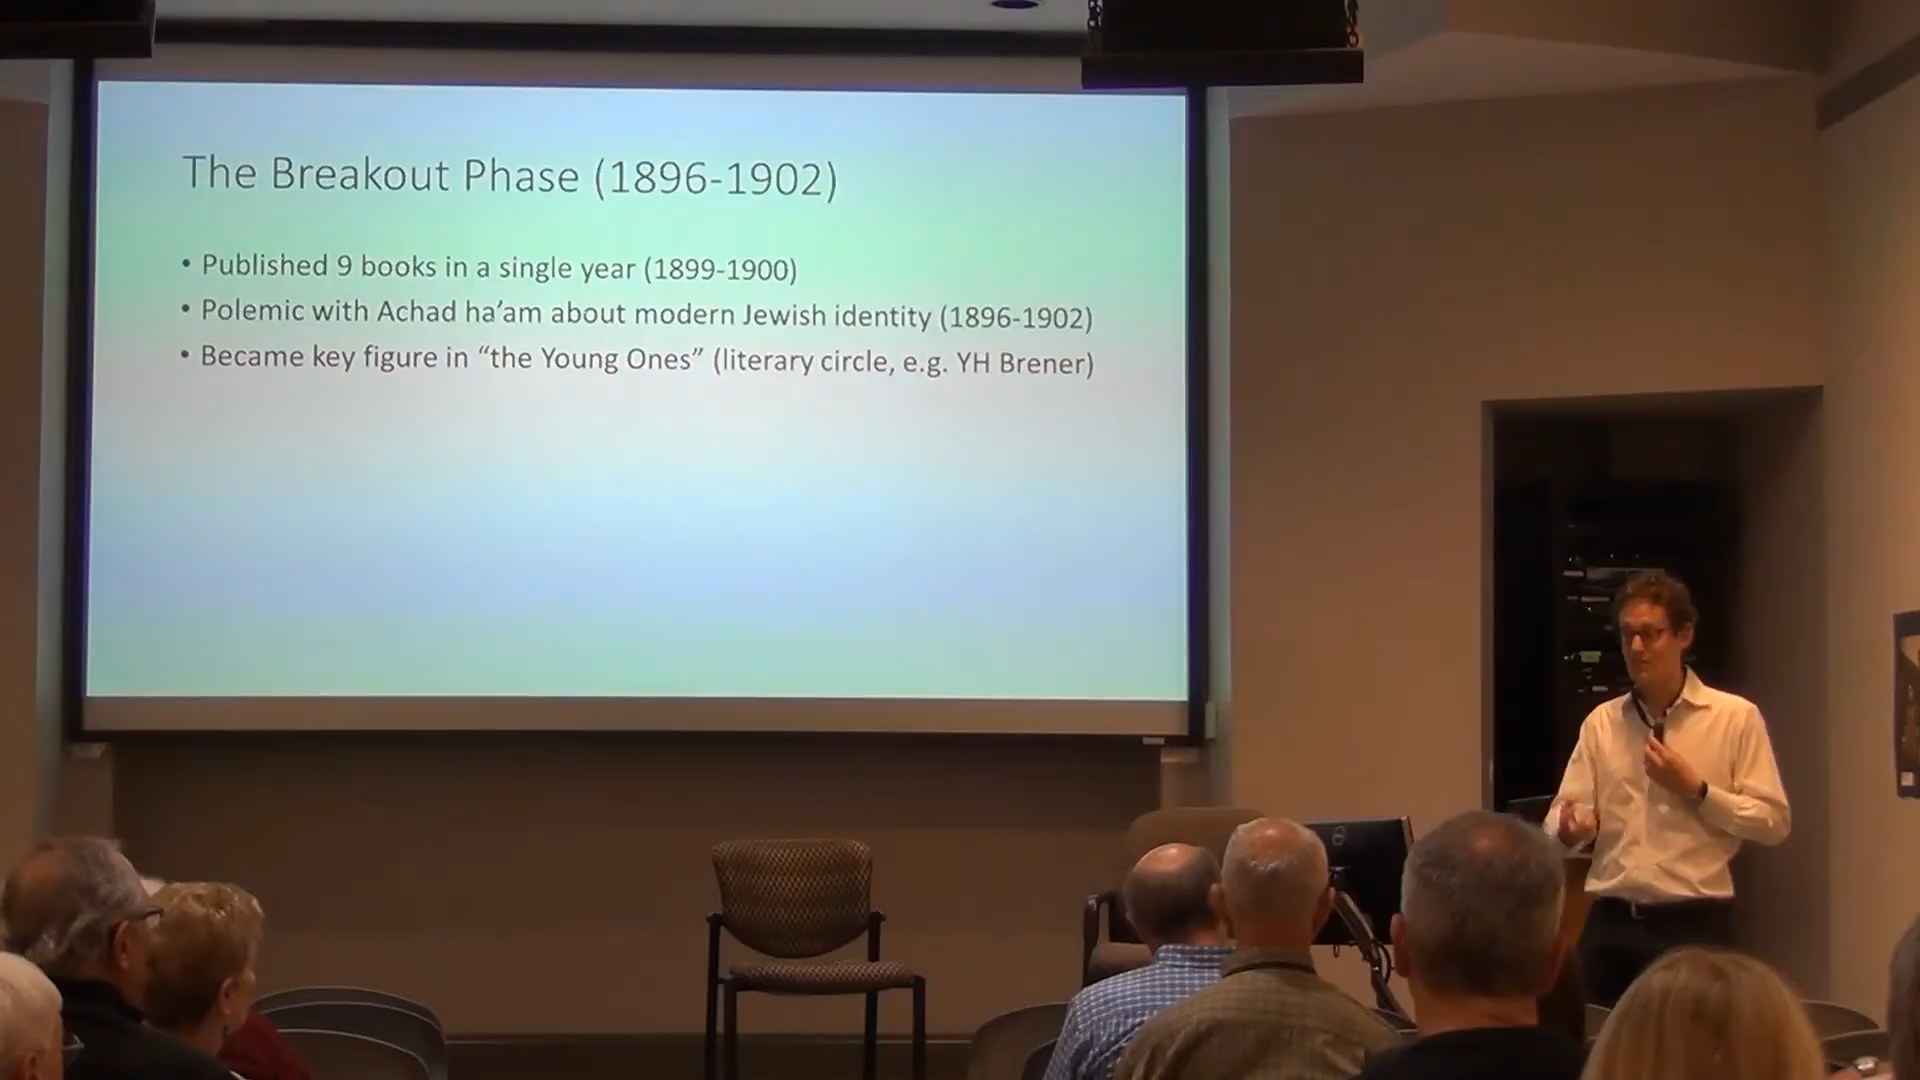 The Breakout Phase (1896-1902)
• Published 9 books in a single year (1899-1900)
• Polemic with Achad ha’am about modern Jewish identity (1896-1902)
• Became key figure in “the Young Ones” (literary circle, e.g. YH Brener)